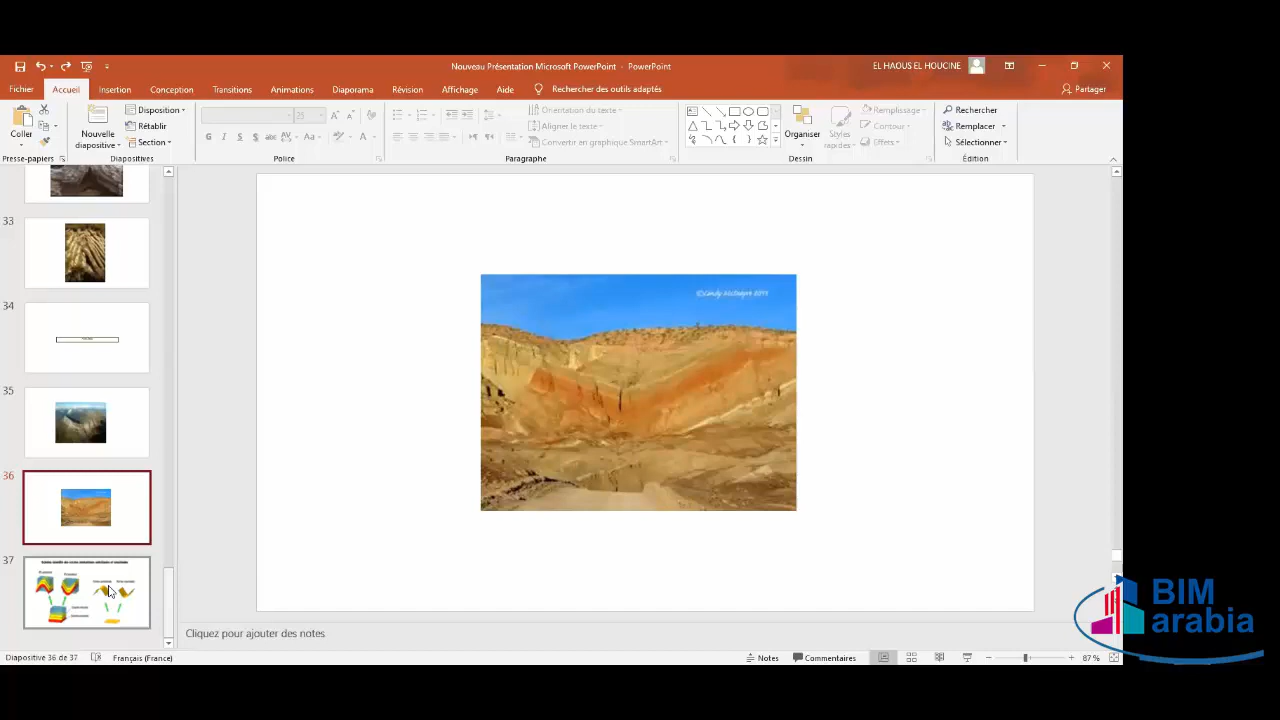 Nouveau Présentation Microsoft PowerPoint - PowerPoint
EL HAOUS EL HOUCINE
Fichier Accueil Insertion Conception Transitions Animations Diaporama Révision Affichage Aide Rechercher des outils adaptés Partager
Coller
Nouvelle diapositive
Disposition
Rétablir
Section
25
Orientation du texte
Aligner le texte
Convertir en graphique SmartArt
Organiser
Styles rapides
Remplissage
Contour
Effets
Rechercher
Remplacer
Sélectionner
Presse-papiers Diapositives Police Paragraphe Dessin Édition
33
34
35
36
37
Cliquez pour ajouter des notes
Diapositive 36 de 37 Français (France) Notes Commentaires 87 %
BIM
arabia